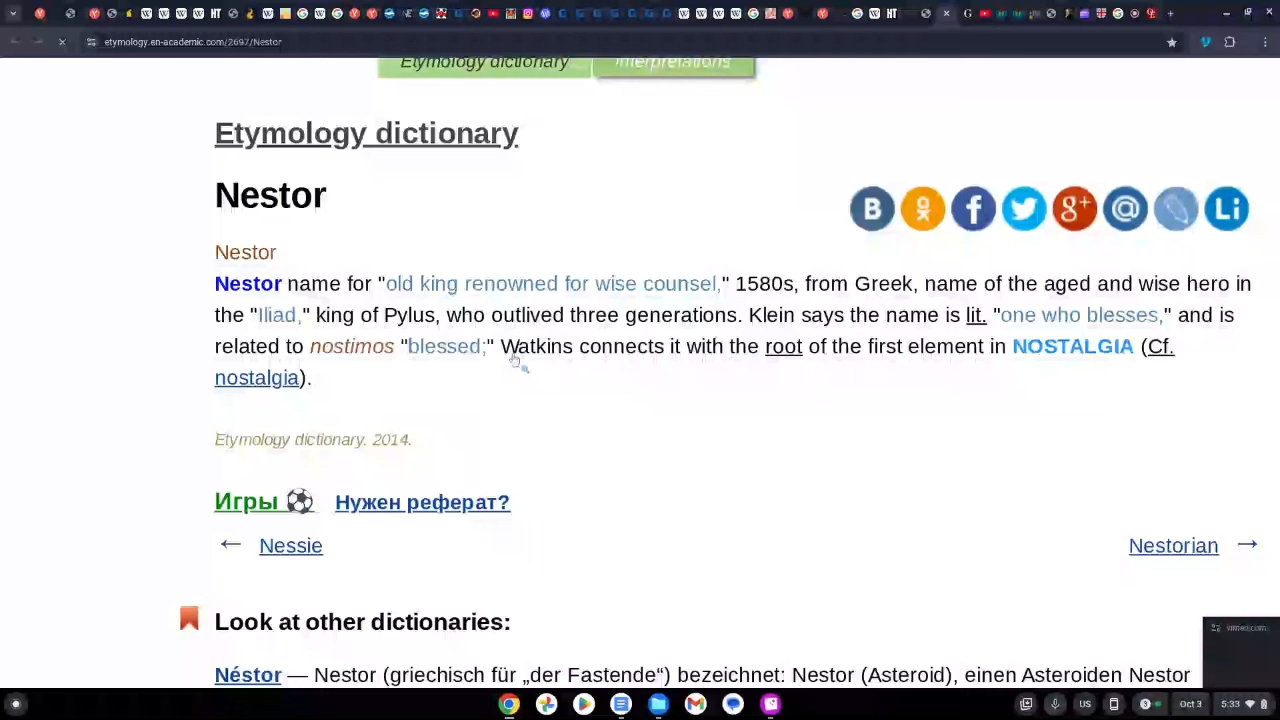 etymology.en-academic.com/2697/Nestor
Etymology dictionary
Interpretations
Etymology dictionary
Nestor
Nestor
Nestor name for "old king renowned for wise counsel," 1580s, from Greek, name of the aged and wise hero in
the "Iliad," king of Pylus, who outlived three generations. Klein says the name is lit. "one who blesses," and is
related to nostimos "blessed;" Watkins connects it with the root of the first element in NOSTALGIA (Cf.
nostalgia).
Etymology dictionary. 2014.
Игры Нужен реферат?
← Nessie
Nestorian →
Look at other dictionaries:
Néstor — Nestor (griechisch für „der Fastende“) bezeichnet: Nestor (Asteroid), einen Asteroiden Nestor
vimeo.com
US
Oct 3
5:33